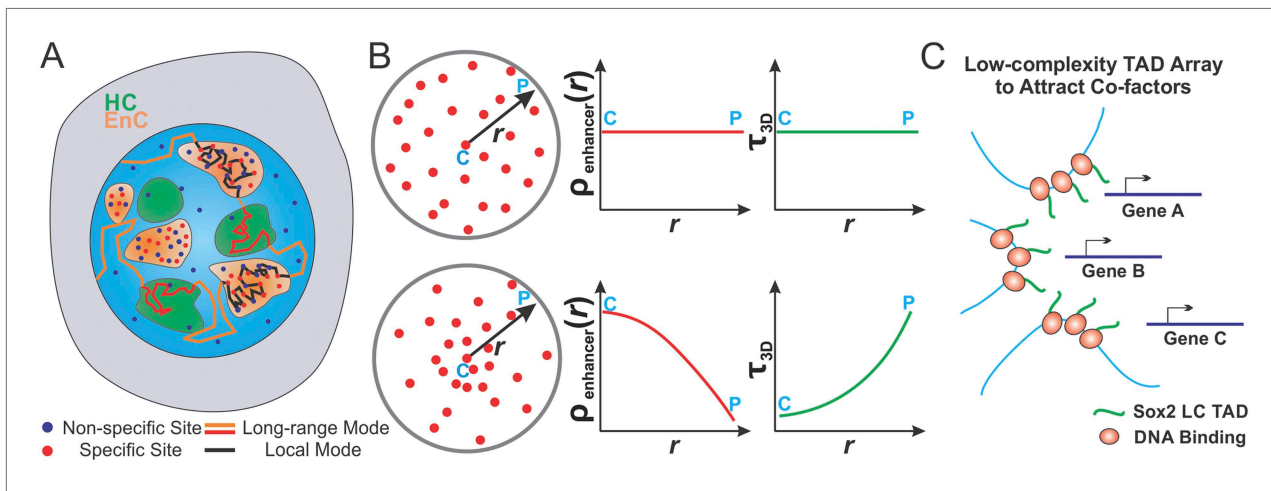 A
HC
EnC
Non-specific Site
Long-range Mode
Specific Site
Local Mode
B
P
r
C
ρenhancer(r)
C
P
r
τ3D
C
P
r
P
r
C
ρenhancer(r)
C
P
r
τ3D
C
P
r
C
Low-complexity TAD Array
to Attract Co-factors
Gene A
Gene B
Gene C
Sox2 LC TAD
DNA Binding